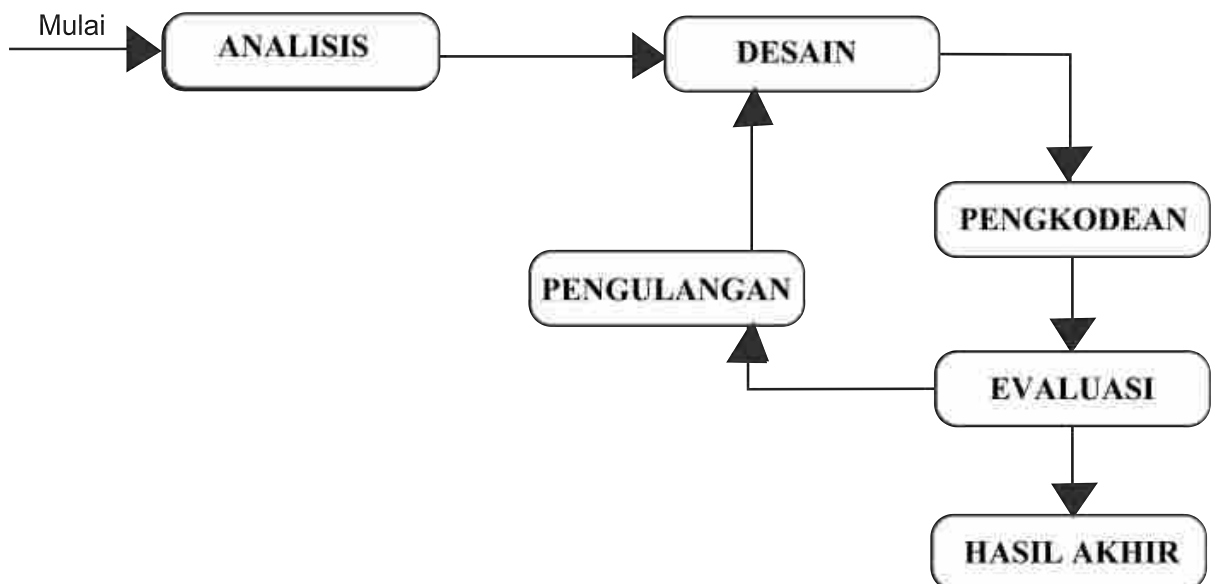 Mulai
ANALISIS
DESAIN
PENGKODEAN
PENGULANGAN
EVALUASI
HASIL AKHIR